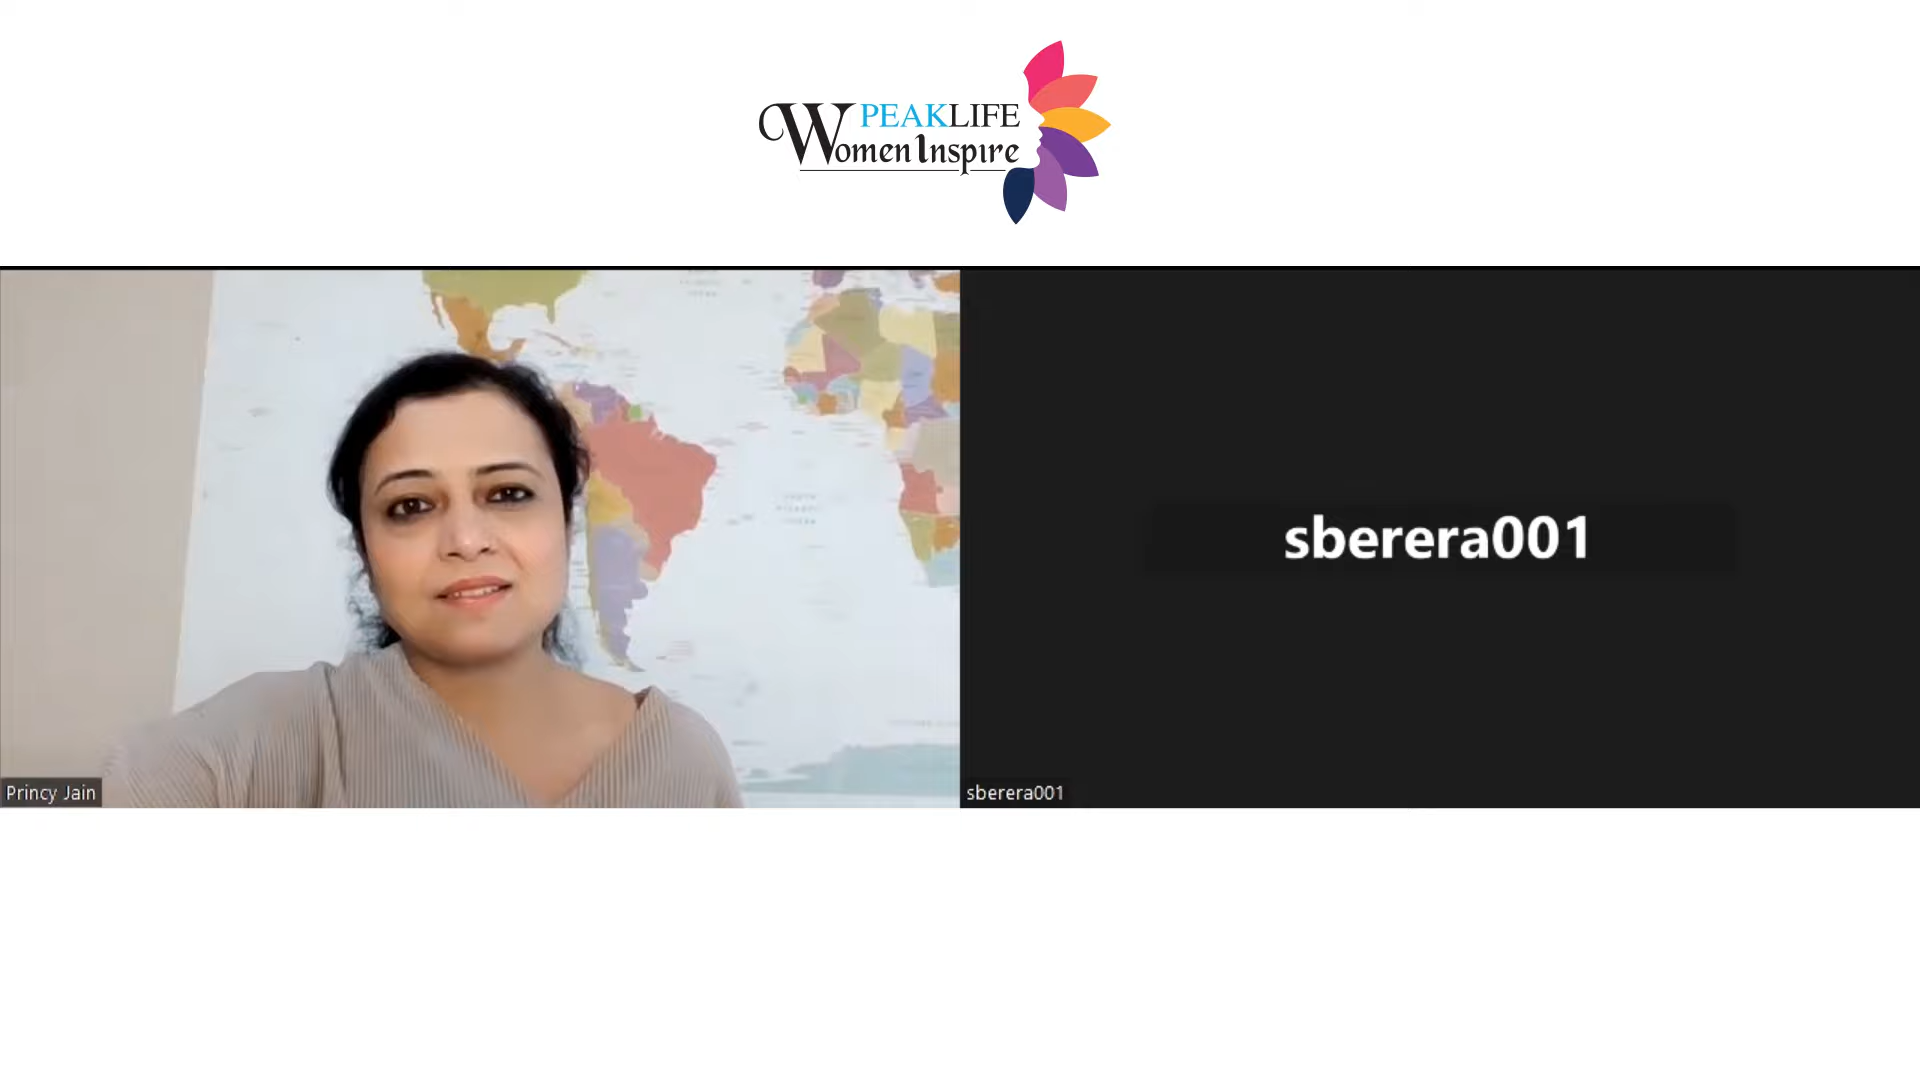 PEAKLIFE
Women Inspire
sberera001
Princy Jain
sberera001